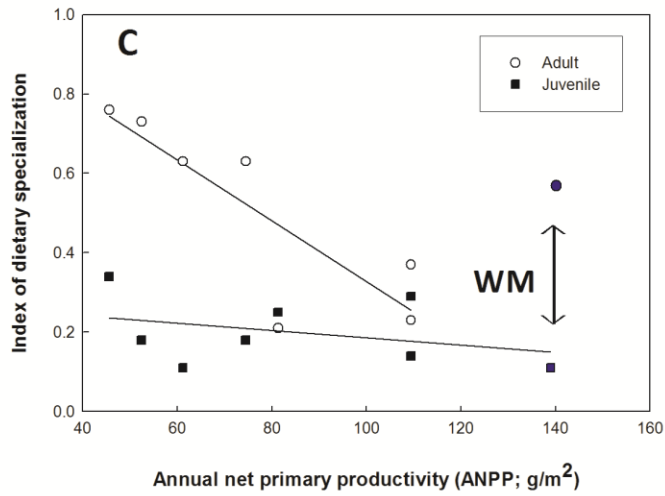 C
Adult
Juvenile
WM
Index of dietary specialization
1.0
0.8
0.6
0.4
0.2
0.0
40 60 80 100 120 140 160
Annual net primary productivity (ANPP; g/m²)